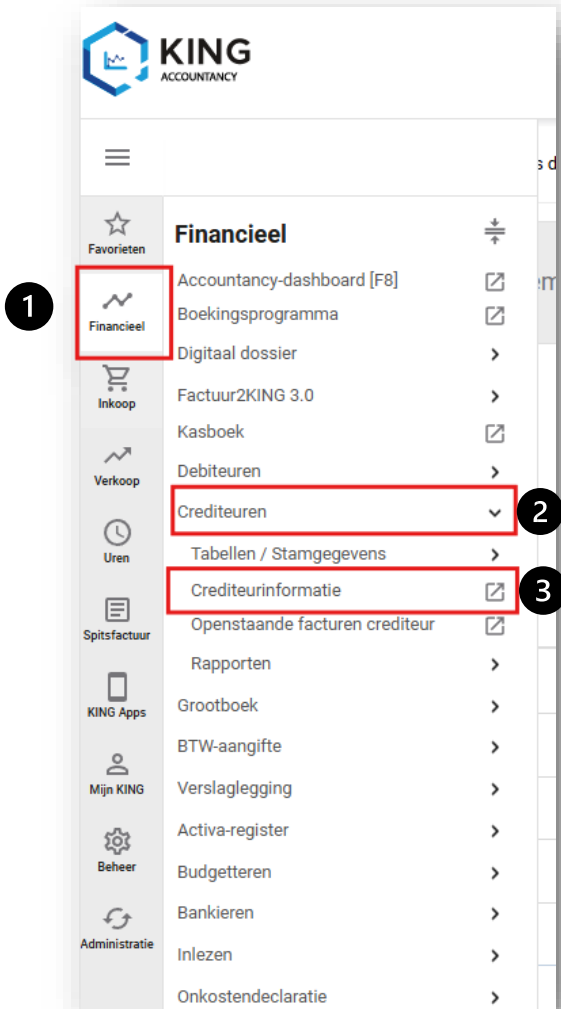 KING
ACCOUNTANCY
s d
Favorieten
Financieel
Accountancy-dashboard [F8]
em
1
Financieel
Boekingsprogramma
Digitaal dossier
Inkoop
Factuur2KING 3.0
Kasboek
Verkoop
Debiteuren
Crediteuren
2
Uren
Tabellen / Stamgegevens
Crediteurinformatie
3
Spitsfactuur
Openstaande facturen crediteur
Rapporten
KING Apps
Grootboek
BTW-aangifte
Mijn KING
Verslaglegging
Activa-register
Beheer
Budgetteren
Bankieren
Administratie
Inlezen
Onkostendeclaratie